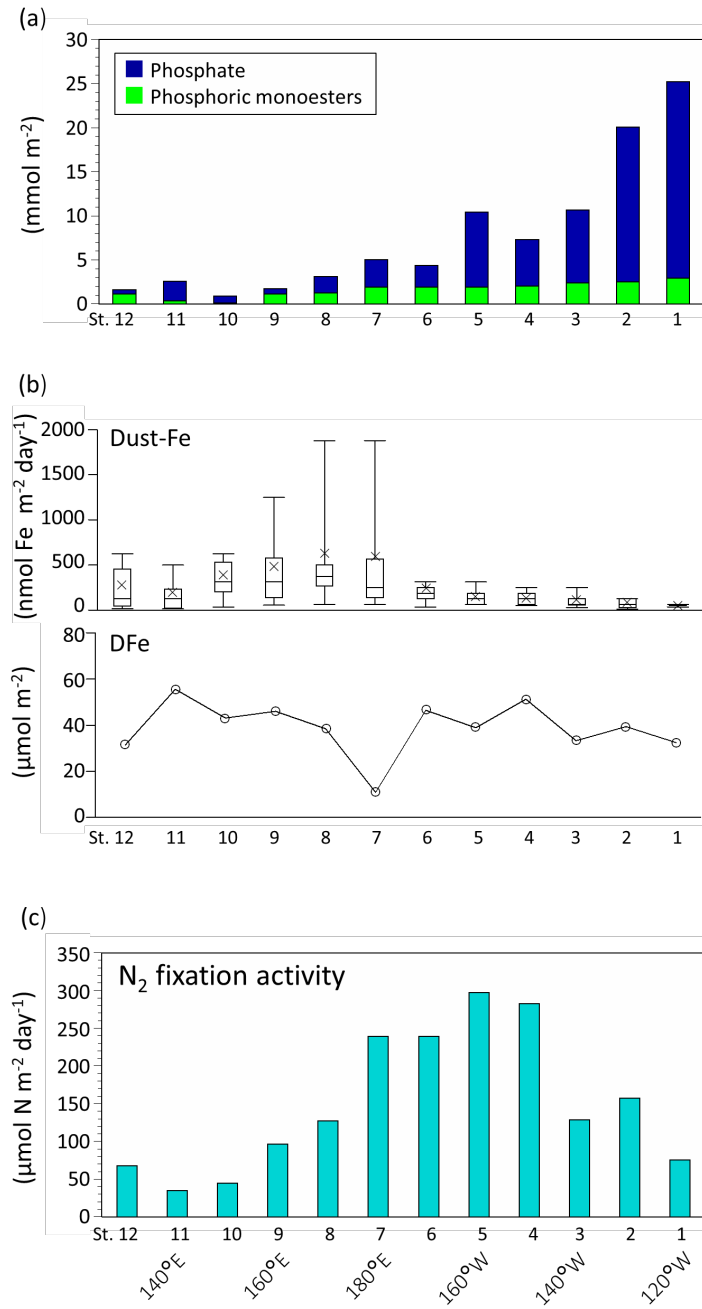 (a)
30
25
20
15
10
5
0
(mmol m-2)
Phosphate
Phosphoric monoesters
St. 12 11 10 9 8 7 6 5 4 3 2 1
(b)
2000
1500
1000
500
0
(nmol Fe m-2 day-1)
Dust-Fe
80
60
40
20
0
(μmol m-2)
DFe
St. 12 11 10 9 8 7 6 5 4 3 2 1
(c)
350
300
250
200
150
100
50
0
(μmol N m-2 day-1)
N2 fixation activity
St. 12 11 10 9 8 7 6 5 4 3 2 1
140°E 160°E 180°E 160°W 140°W 120°W